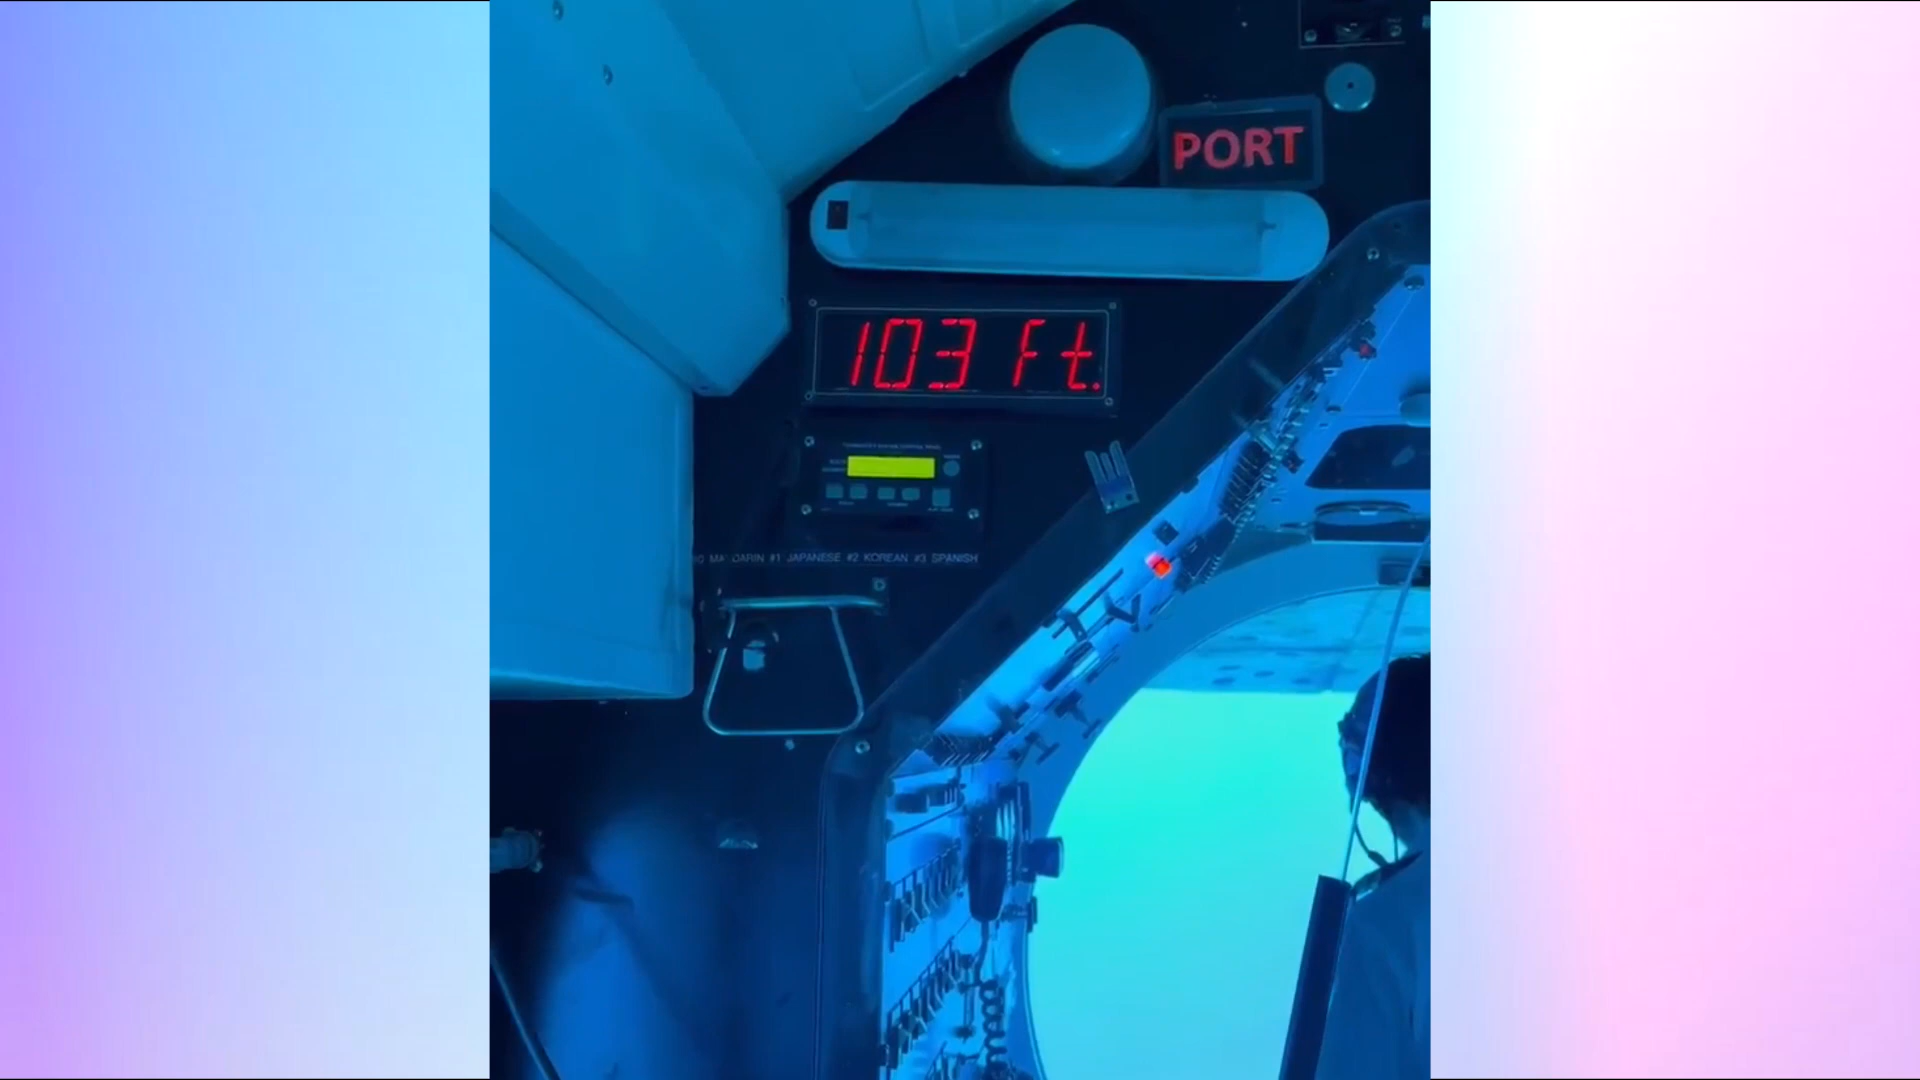 PORT
103 Ft.
MANDARIN #1 JAPANESE #2 KOREAN #3 SPANISH